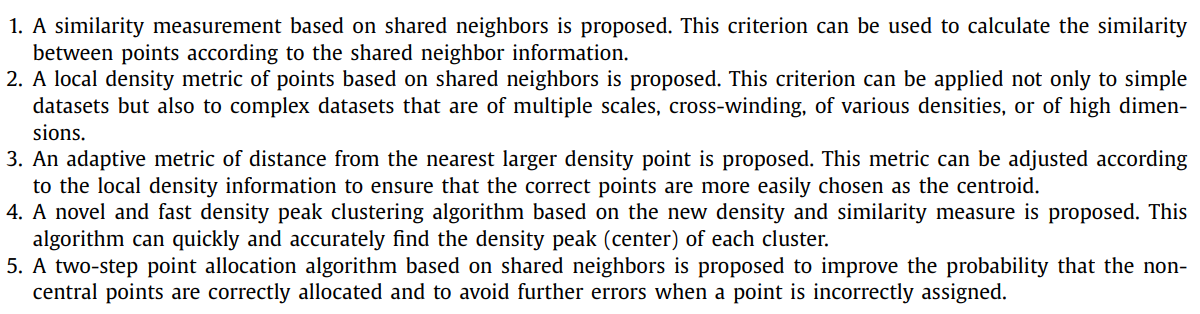 1. A similarity measurement based on shared neighbors is proposed. This criterion can be used to calculate the similarity
between points according to the shared neighbor information.
2. A local density metric of points based on shared neighbors is proposed. This criterion can be applied not only to simple
datasets but also to complex datasets that are of multiple scales, cross-winding, of various densities, or of high dimen-
sions.
3. An adaptive metric of distance from the nearest larger density point is proposed. This metric can be adjusted according
to the local density information to ensure that the correct points are more easily chosen as the centroid.
4. A novel and fast density peak clustering algorithm based on the new density and similarity measure is proposed. This
algorithm can quickly and accurately find the density peak (center) of each cluster.
5. A two-step point allocation algorithm based on shared neighbors is proposed to improve the probability that the non-
central points are correctly allocated and to avoid further errors when a point is incorrectly assigned.